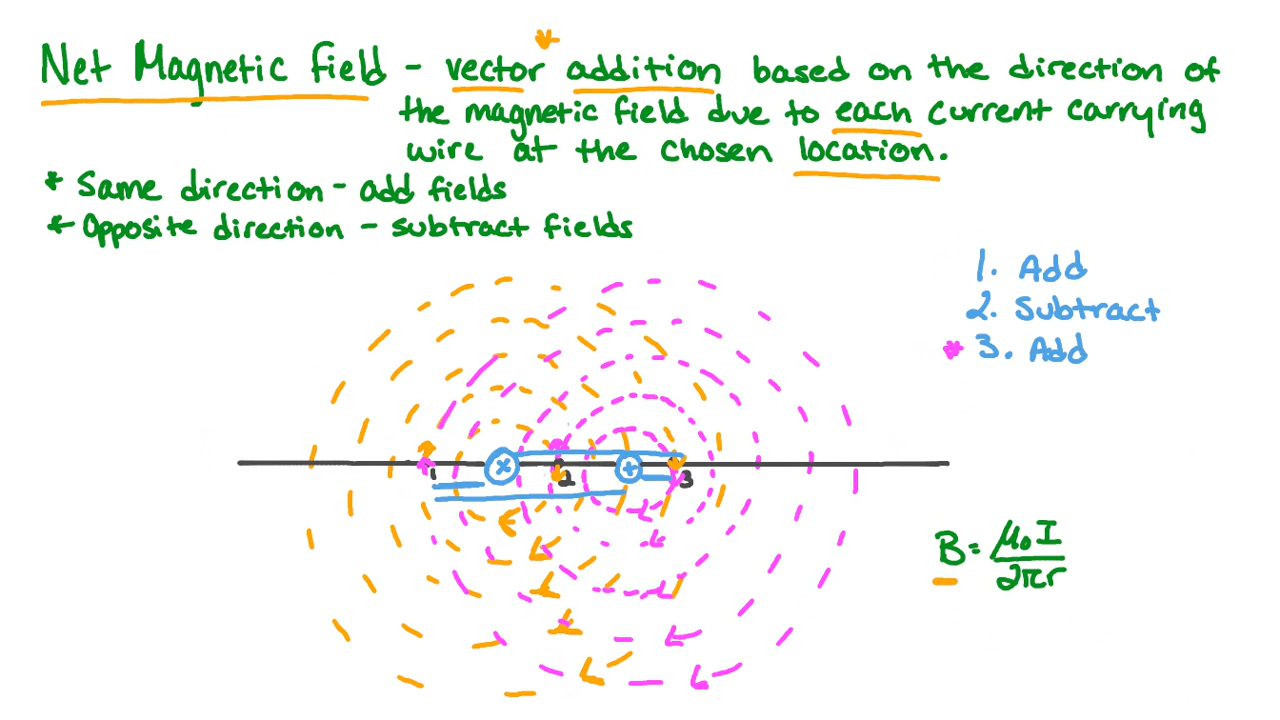 Net Magnetic Field - vector addition based on the direction of
the magnetic field due to each current carrying
wire at the chosen location.
* Same direction - add fields
* Opposite direction - subtract fields
1. Add
2. Subtract
* 3. Add
1 x 2 + 3
B = μ₀I / 2πr